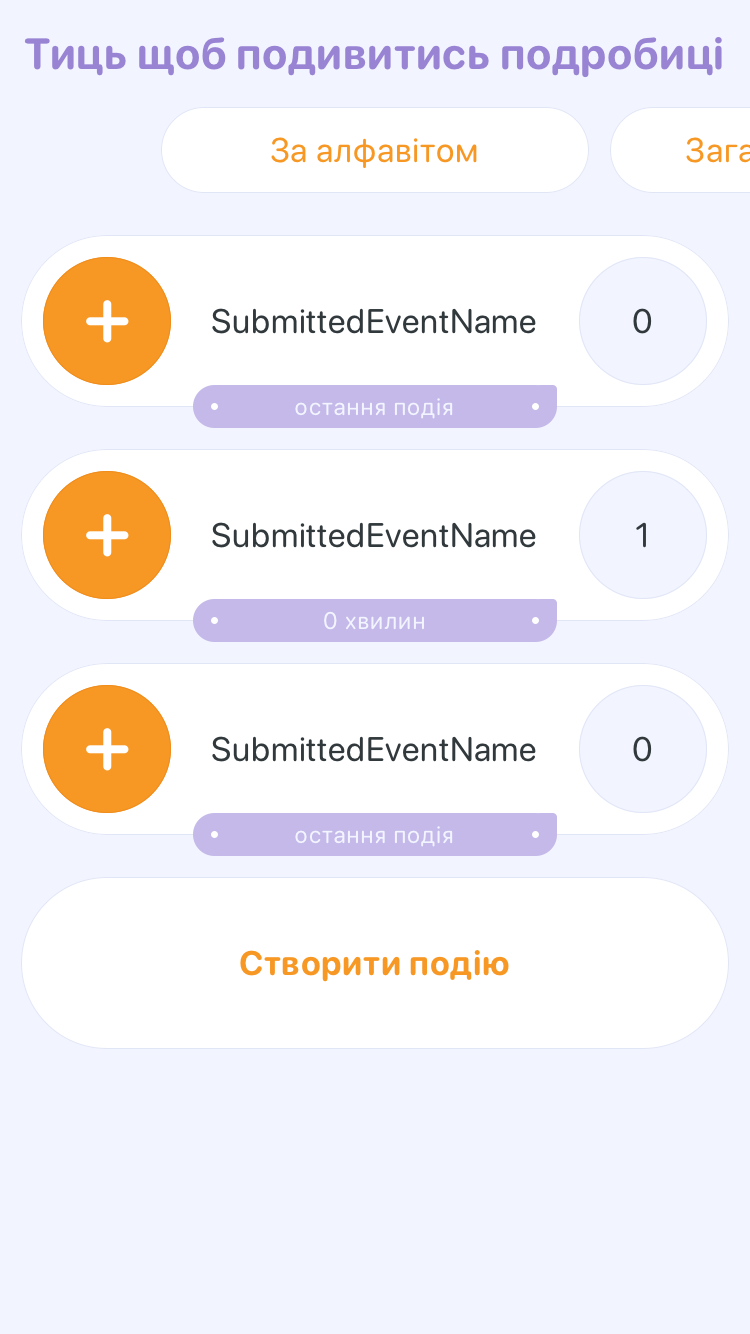 Тиць щоб подивитись подробиці
За алфавітом
SubmittedEventName
0
остання подія
SubmittedEventName
1
0 хвилин
SubmittedEventName
0
остання подія
Створити подію